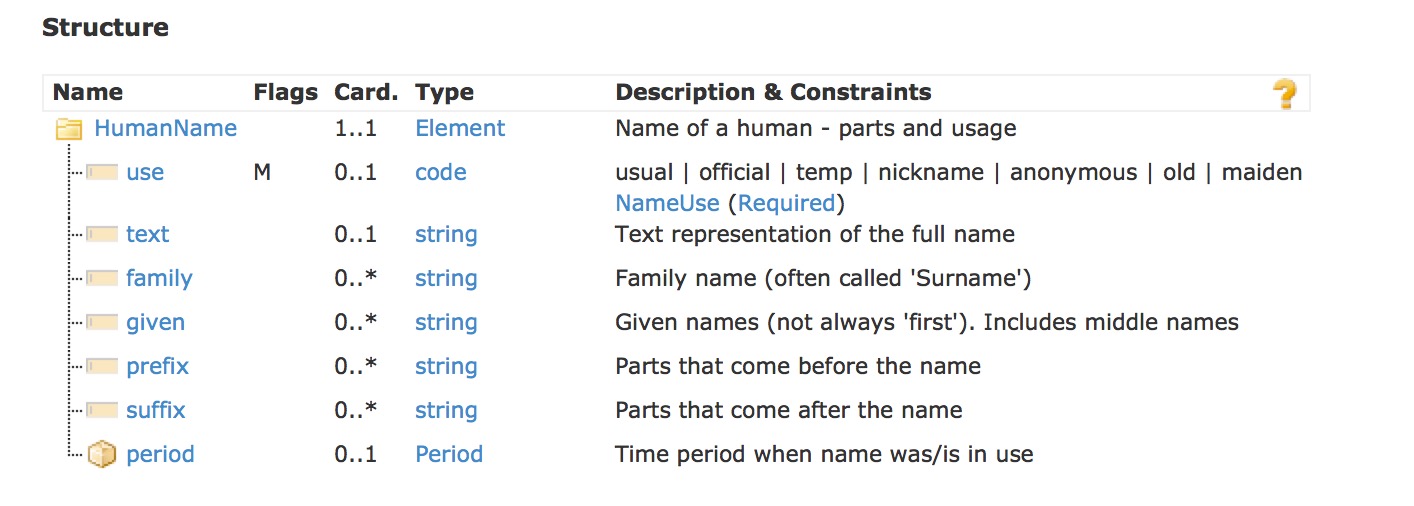 Structure
Name Flags Card. Type Description & Constraints
HumanName 1..1 Element Name of a human - parts and usage
use M 0..1 code usual | official | temp | nickname | anonymous | old | maiden
NameUse (Required)
text 0..1 string Text representation of the full name
family 0..* string Family name (often called 'Surname')
given 0..* string Given names (not always 'first'). Includes middle names
prefix 0..* string Parts that come before the name
suffix 0..* string Parts that come after the name
period 0..1 Period Time period when name was/is in use